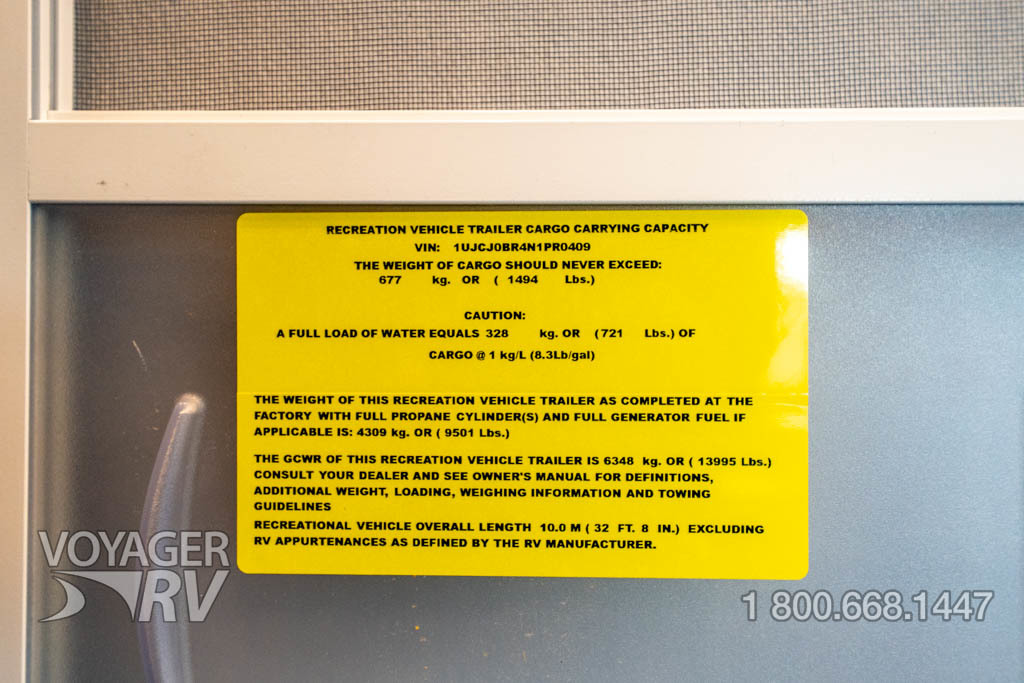 RECREATION VEHICLE TRAILER CARGO CARRYING CAPACITY
VIN: 1UJCJ0BR4N1PR0409
THE WEIGHT OF CARGO SHOULD NEVER EXCEED:
677 kg. OR ( 1494 Lbs.)
CAUTION:
A FULL LOAD OF WATER EQUALS 328 kg. OR (721 Lbs.) OF
CARGO @ 1 kg/L (8.3Lb/gal)
THE WEIGHT OF THIS RECREATION VEHICLE TRAILER AS COMPLETED AT THE
FACTORY WITH FULL PROPANE CYLINDER(S) AND FULL GENERATOR FUEL IF
APPLICABLE IS: 4309 kg. OR ( 9501 Lbs.)
THE GCWR OF THIS RECREATION VEHICLE TRAILER IS 6348 kg. OR ( 13995 Lbs.)
CONSULT YOUR DEALER AND SEE OWNER'S MANUAL FOR DEFINITIONS,
ADDITIONAL WEIGHT, LOADING, WEIGHING INFORMATION AND TOWING
GUIDELINES
RECREATIONAL VEHICLE OVERALL LENGTH 10.0 M ( 32 FT. 8 IN.) EXCLUDING
RV APPURTENANCES AS DEFINED BY THE RV MANUFACTURER.
VOYAGER
RV
1 800.668.1447